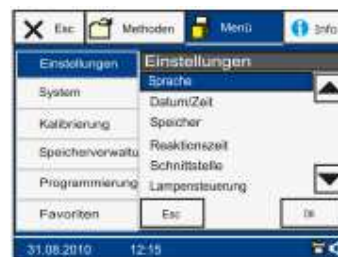 Esc Methoden Menü Info
Einstellungen
System
Kalibrierung
Speicherverwaltu
Programmierung
Favoriten
Einstellungen
Sprache
Datum/Zeit
Speicher
Reaktionszeit
Schnittstelle
Lampensteuerung
Esc
31.08.2010 12:15